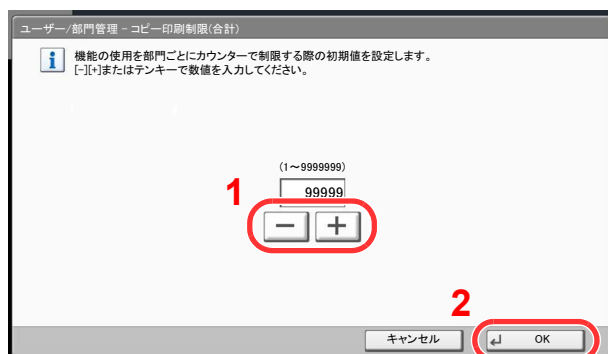 ユーザー/部門管理 - コピー印刷制限(合計)
機能の使用を部門ごとにカウンターで制限する際の初期値を設定します。
[-][+]またはテンキーで数値を入力してください。
(1～9999999)
1
99999
－ ＋
2
キャンセル OK